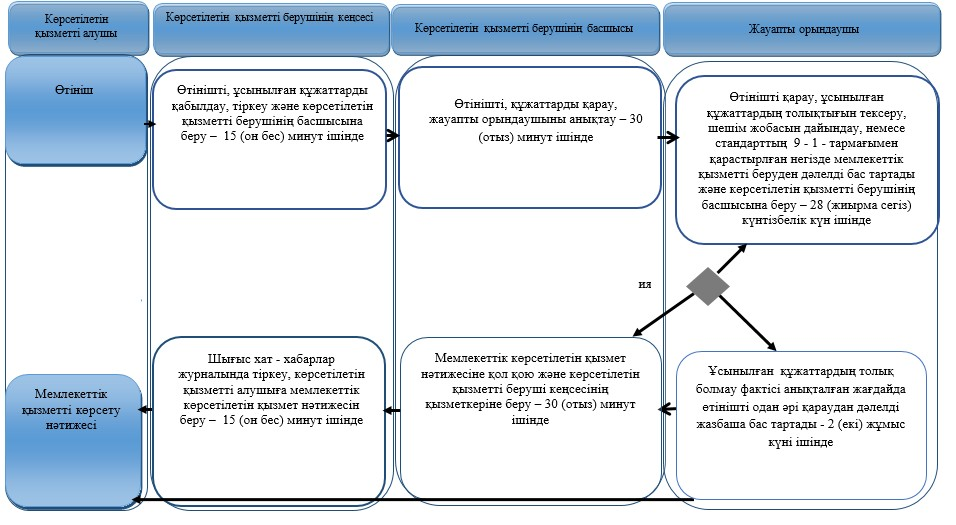 Көрсетілетін
қызметті алушы
Көрсетілетін қызметті берушінің кеңсесі
Көрсетілетін қызметті берушінің басшысы
Жауапты орындаушы
Өтініш
Өтінішті, ұсынылған құжаттарды
қабылдау, тіркеу және көрсетілетін
қызметті берушінің басшысына
беру – 15 (он бес) минут ішінде
Өтінішті, құжаттарды қарау,
жауапты орындаушыны анықтау – 30
(отыз) минут ішінде
Өтінішті қарау, ұсынылған
құжаттардың толықтығын тексеру,
шешім жобасын дайындау, немесе
стандарттың 9 - 1 - тармағымен
қарастырлған негізде мемлекеттік
қызметті беруден дәлелді бас тартады
және көрсетілетін қызметті берушінің
басшысына беру – 28 (жиырма сегіз)
күнтізбелік күн ішінде
ия
Мемлекеттік
қызметті көрсету
нәтижесі
Шығыс хат - хабарлар
журналында тіркеу, көрсетілетін
қызметті алушыға мемлекеттік
көрсетілетін қызмет нәтижесін
беру – 15 (он бес) минут ішінде
Мемлекеттік көрсетілетін қызмет
нәтижесіне қол қою және көрсетілетін
қызметті беруші кеңсесінің
қызметкеріне беру – 30 (отыз) минут
ішінде
Ұсынылған құжаттардың толық
болмау фактісі анықталған жағдайда
өтінішті одан әрі қараудан дәлелді
жазбаша бас тартады - 2 (екі) жұмыс
күні ішінде